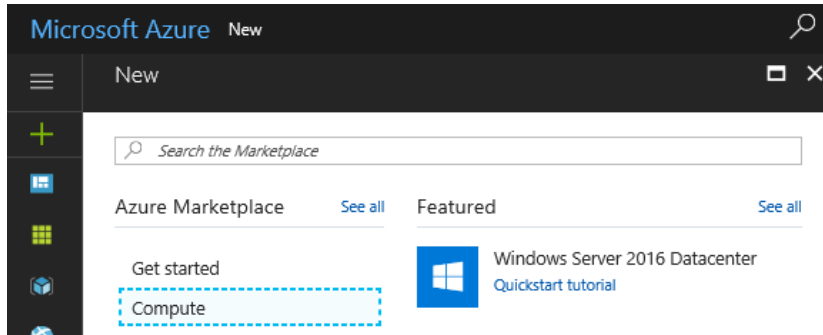 Microsoft Azure New
New
Search the Marketplace
Azure Marketplace See all
Featured See all
Get started
Compute
Windows Server 2016 Datacenter
Quickstart tutorial